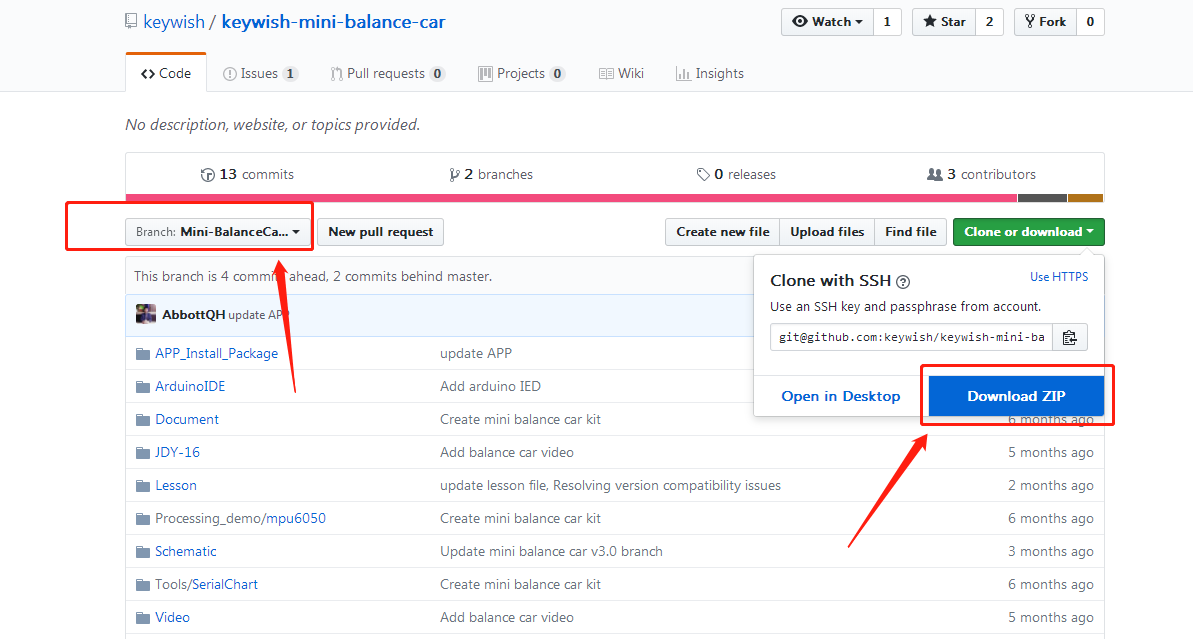 keywish / keywish-mini-balance-car
Watch 1 Star 2 Fork 0
Code Issues 1 Pull requests 0 Projects 0 Wiki Insights
No description, website, or topics provided.
13 commits 2 branches 0 releases 3 contributors
Branch: Mini-BalanceCa... New pull request Create new file Upload files Find file Clone or download
This branch is 4 commits ahead, 2 commits behind master.
Clone with SSH ? Use HTTPS
Use an SSH key and passphrase from account.
git@github.com:keywish/keywish-mini-ba
Open in Desktop Download ZIP
AbbottQH update APP
APP_Install_Package update APP
ArduinoIDE Add arduino IED
Document Create mini balance car kit 6 months ago
JDY-16 Add balance car video 5 months ago
Lesson update lesson file, Resolving version compatibility issues 2 months ago
Processing_demo/mpu6050 Create mini balance car kit 6 months ago
Schematic Update mini balance car v3.0 branch 3 months ago
Tools/SerialChart Create mini balance car kit 6 months ago
Video Add balance car video 5 months ago